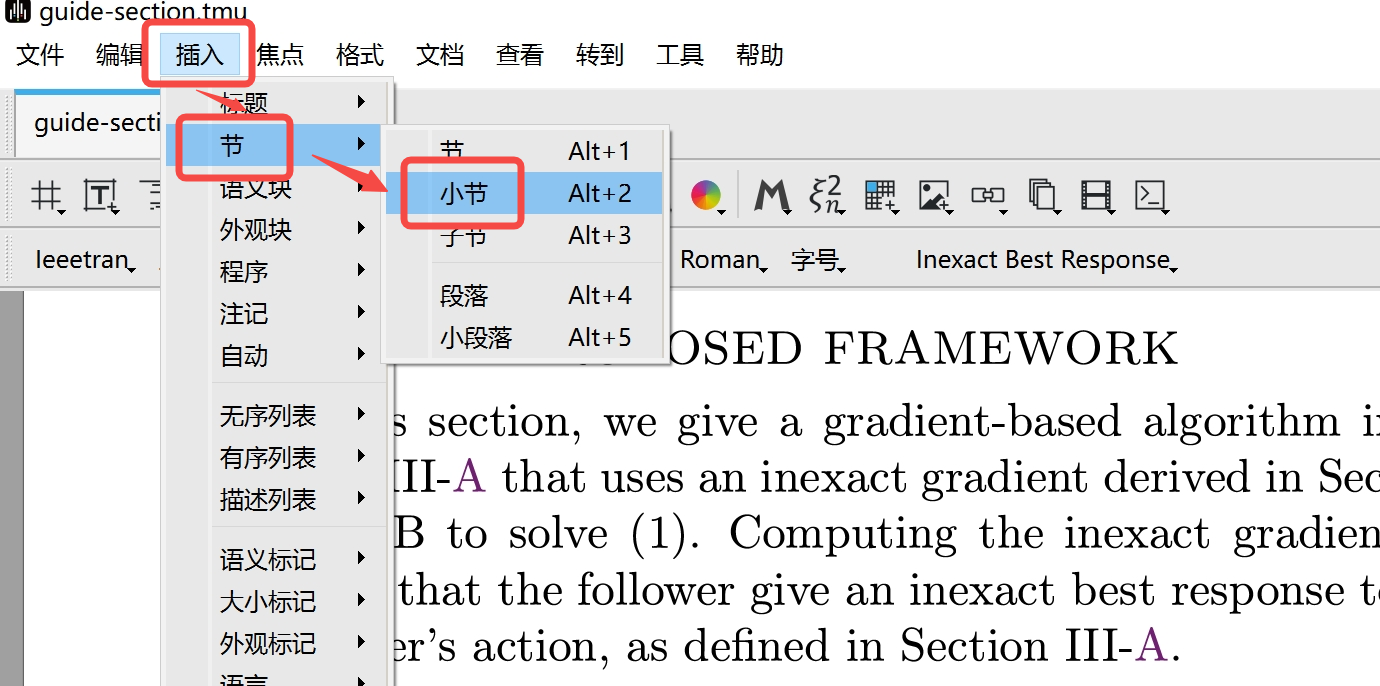 guide-section.tmu
文件 编辑 插入 焦点 格式 文档 查看 转到 工具 帮助
guide-secti
标题
节
语义块
外观块
程序
注记
自动
无序列表
有序列表
描述列表
语义标记
大小标记
外观标记
语言
节 Alt+1
小节 Alt+2
子节 Alt+3
段落 Alt+4
小段落 Alt+5
Ieeetran Roman 字号 Inexact Best Response
OSED FRAMEWORK
s section, we give a gradient-based algorithm i
II-A that uses an inexact gradient derived in Sec
B to solve (1). Computing the inexact gradien
that the follower give an inexact best response t
er’s action, as defined in Section III-A.